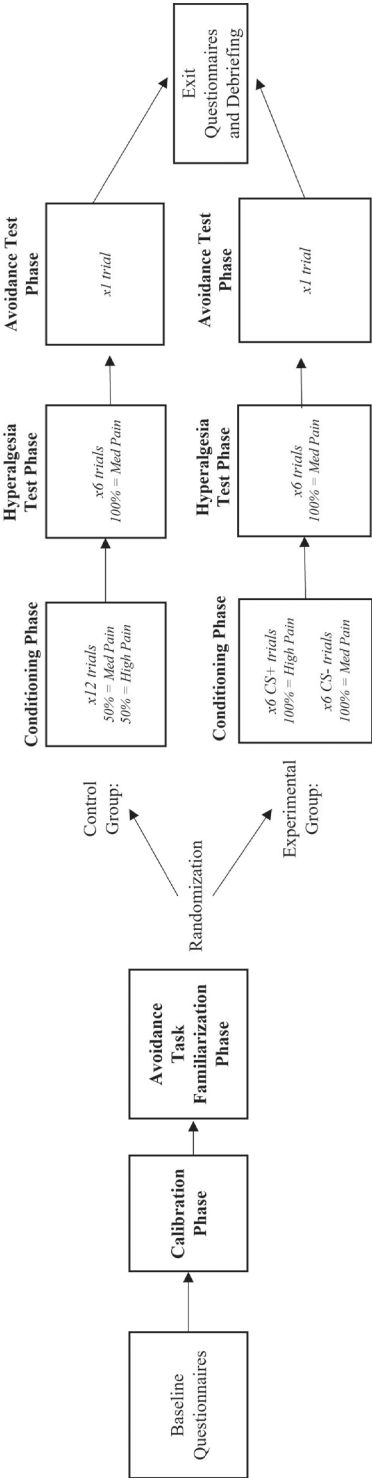 Baseline
Questionnaires
Calibration
Phase
Avoidance
Task
Familiarization
Phase
Randomization
Control
Group:
Conditioning Phase
x12 trials
50% = Med Pain
50% = High Pain
Hyperalgesia
Test Phase
x6 trials
100% = Med Pain
Avoidance Test
Phase
x1 trial
Experimental
Group:
Conditioning Phase
x6 CS+ trials
100% = High Pain
x6 CS- trials
100% = Med Pain
Hyperalgesia
Test Phase
x6 trials
100% = Med Pain
Avoidance Test
Phase
x1 trial
Exit
Questionnaires
and Debriefing